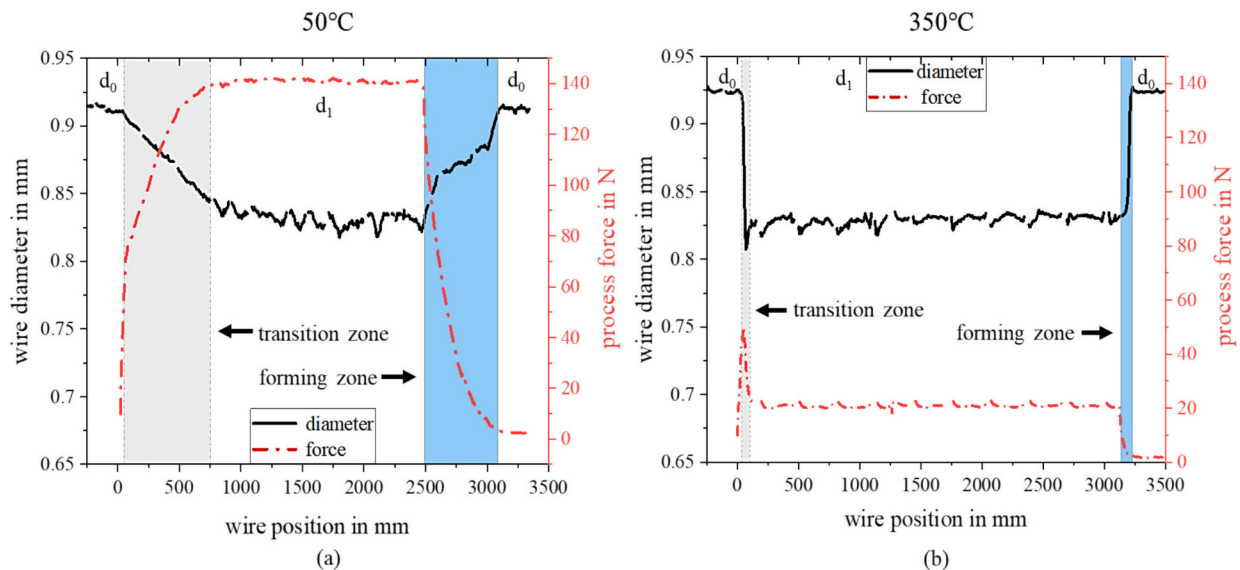 50℃
0.95
0.9
0.85
0.8
0.75
0.7
0.65
wire diameter in mm
d0
d1
d0
transition zone
forming zone
diameter
force
140
120
100
80
60
40
20
0
process force in N
0
500
1000
1500
2000
2500
3000
3500
wire position in mm
(a)
350℃
0.95
0.9
0.85
0.8
0.75
0.7
0.65
wire diameter in mm
d0
d1
d0
diameter
force
transition zone
forming zone
140
120
100
80
60
40
20
0
process force in N
0
500
1000
1500
2000
2500
3000
3500
wire position in mm
(b)